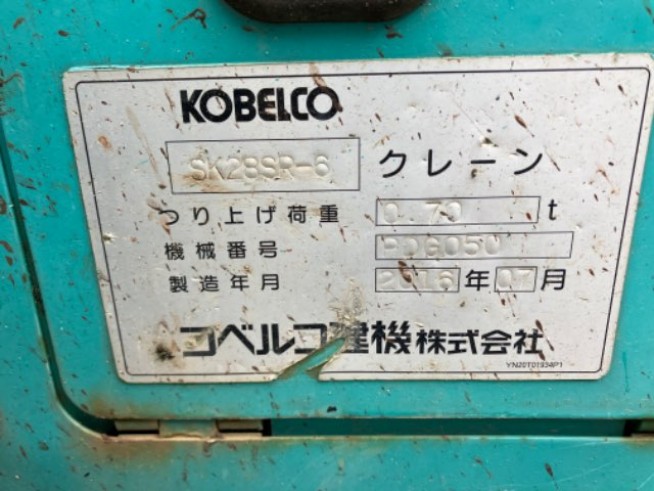 KOBELCO
SK28SR-6 クレーン
つり上げ荷重 0.70 t
機械番号
製造年月 2016年07月
コベルコ建機株式会社
YN20T01934P1